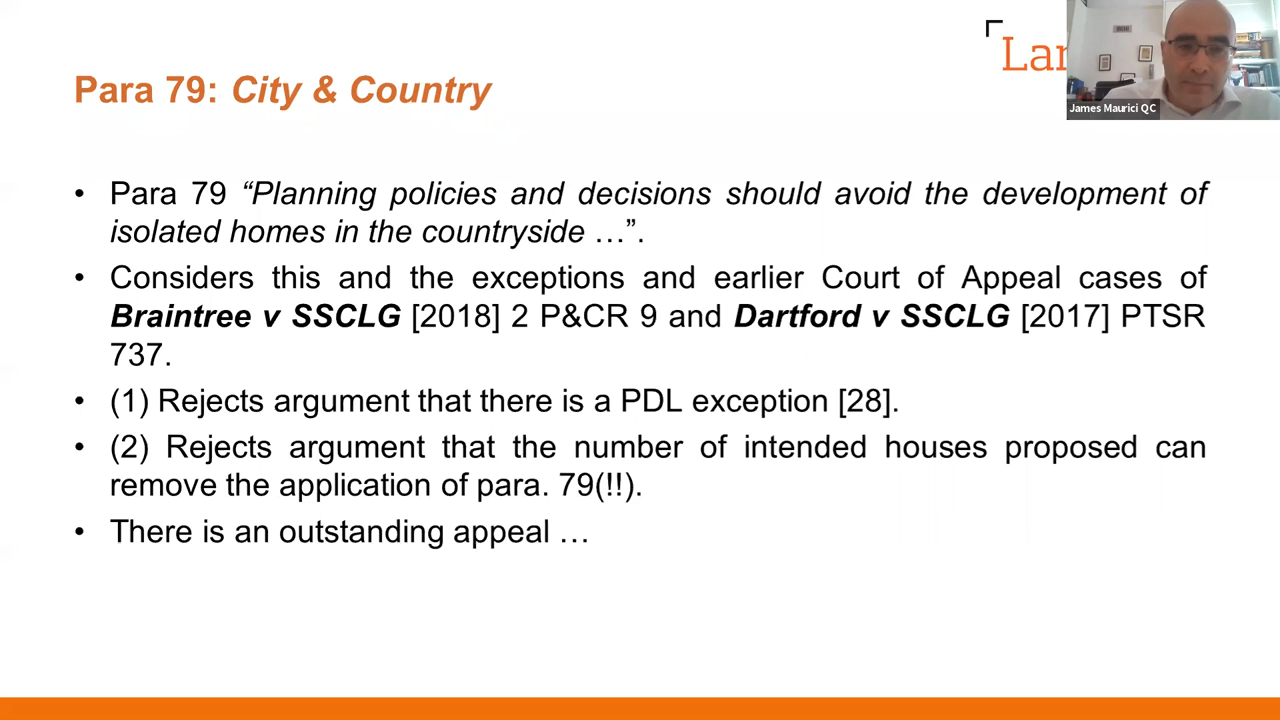 Para 79: City & Country
James Maurici QC
• Para 79 “Planning policies and decisions should avoid the development of
isolated homes in the countryside …”.
• Considers this and the exceptions and earlier Court of Appeal cases of
Braintree v SSCLG [2018] 2 P&CR 9 and Dartford v SSCLG [2017] PTSR
737.
• (1) Rejects argument that there is a PDL exception [28].
• (2) Rejects argument that the number of intended houses proposed can
remove the application of para. 79(!!).
• There is an outstanding appeal …